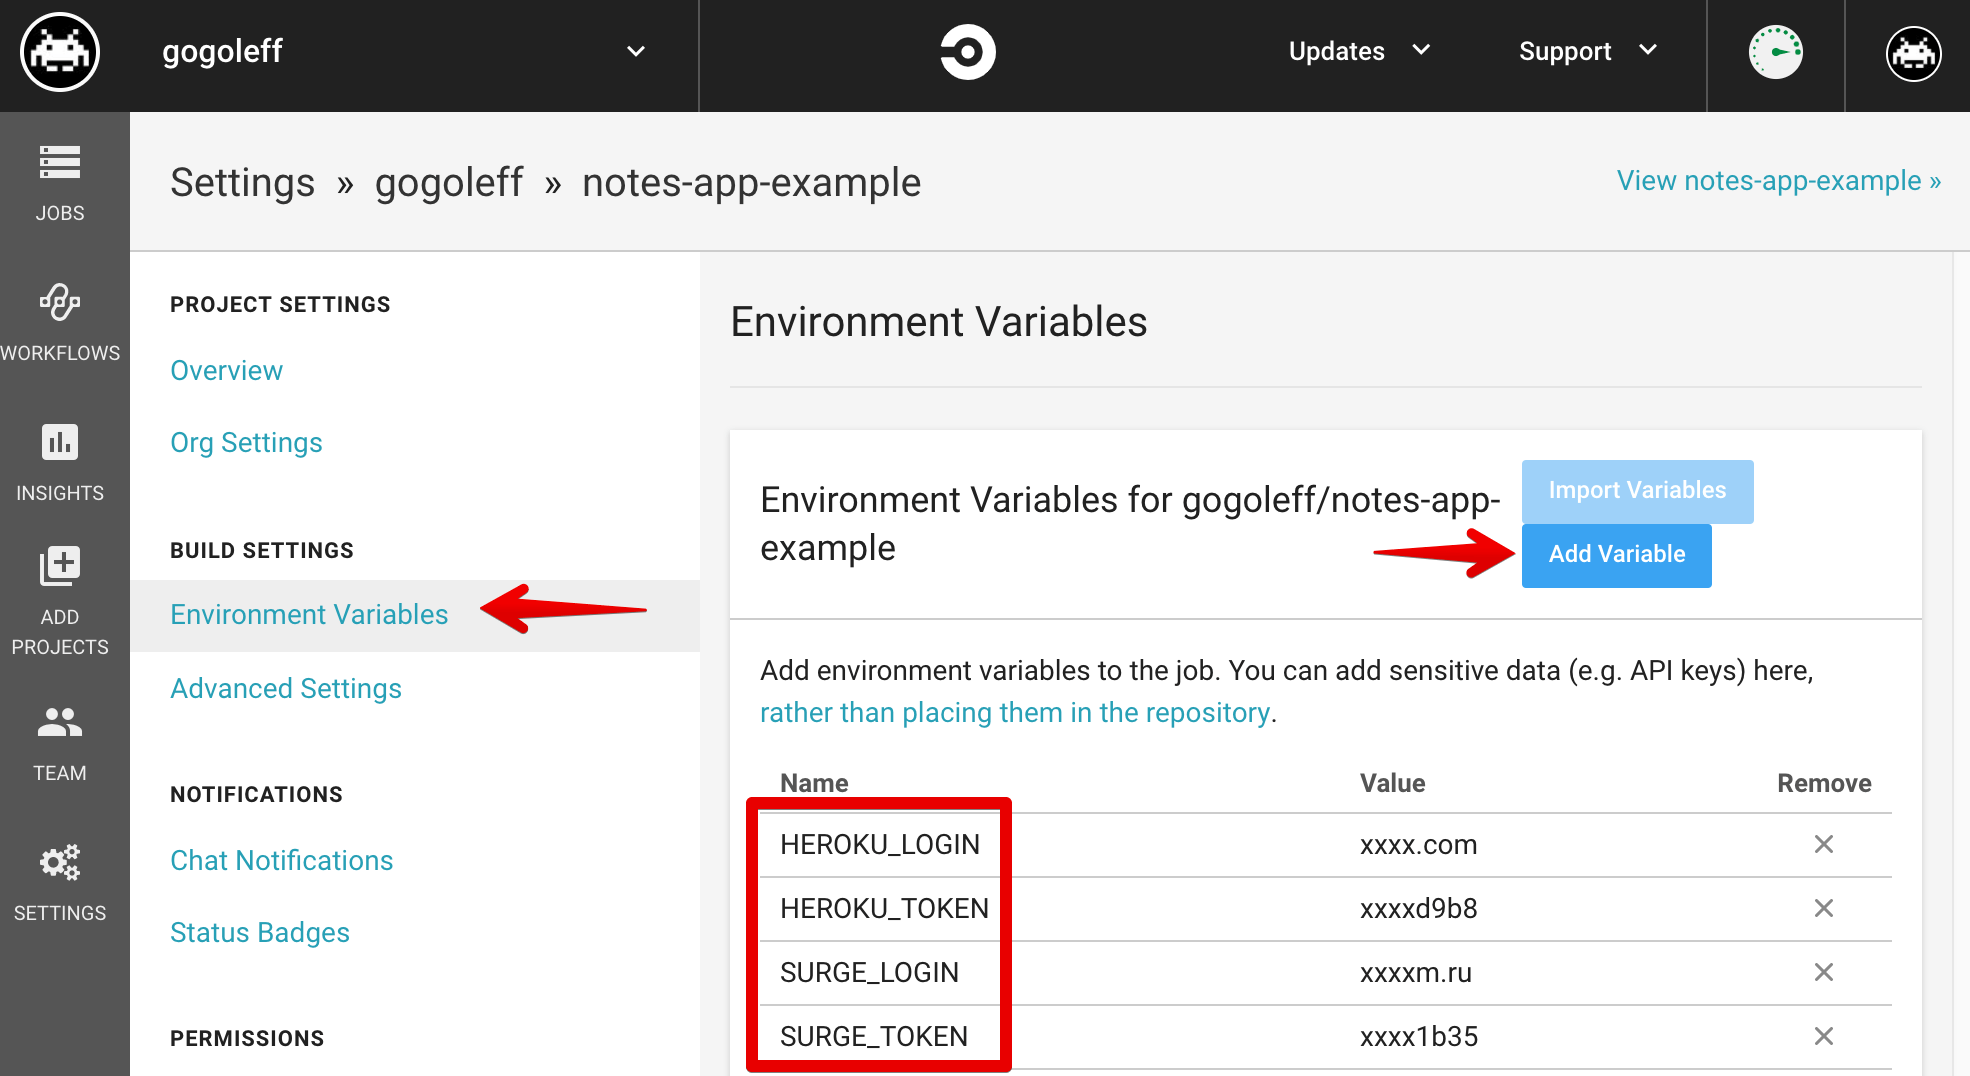 gogoleff
Updates
Support
JOBS
WORKFLOWS
INSIGHTS
ADD
PROJECTS
TEAM
SETTINGS
Settings » gogoleff » notes-app-example
View notes-app-example »
PROJECT SETTINGS
Overview
Org Settings
BUILD SETTINGS
Environment Variables
Advanced Settings
NOTIFICATIONS
Chat Notifications
Status Badges
PERMISSIONS
Environment Variables
Environment Variables for gogoleff/notes-app-
example
Import Variables
Add Variable
Add environment variables to the job. You can add sensitive data (e.g. API keys) here,
rather than placing them in the repository.
Name Value Remove
HEROKU_LOGIN xxxx.com
HEROKU_TOKEN xxxxd9b8
SURGE_LOGIN xxxxm.ru
SURGE_TOKEN xxxx1b35